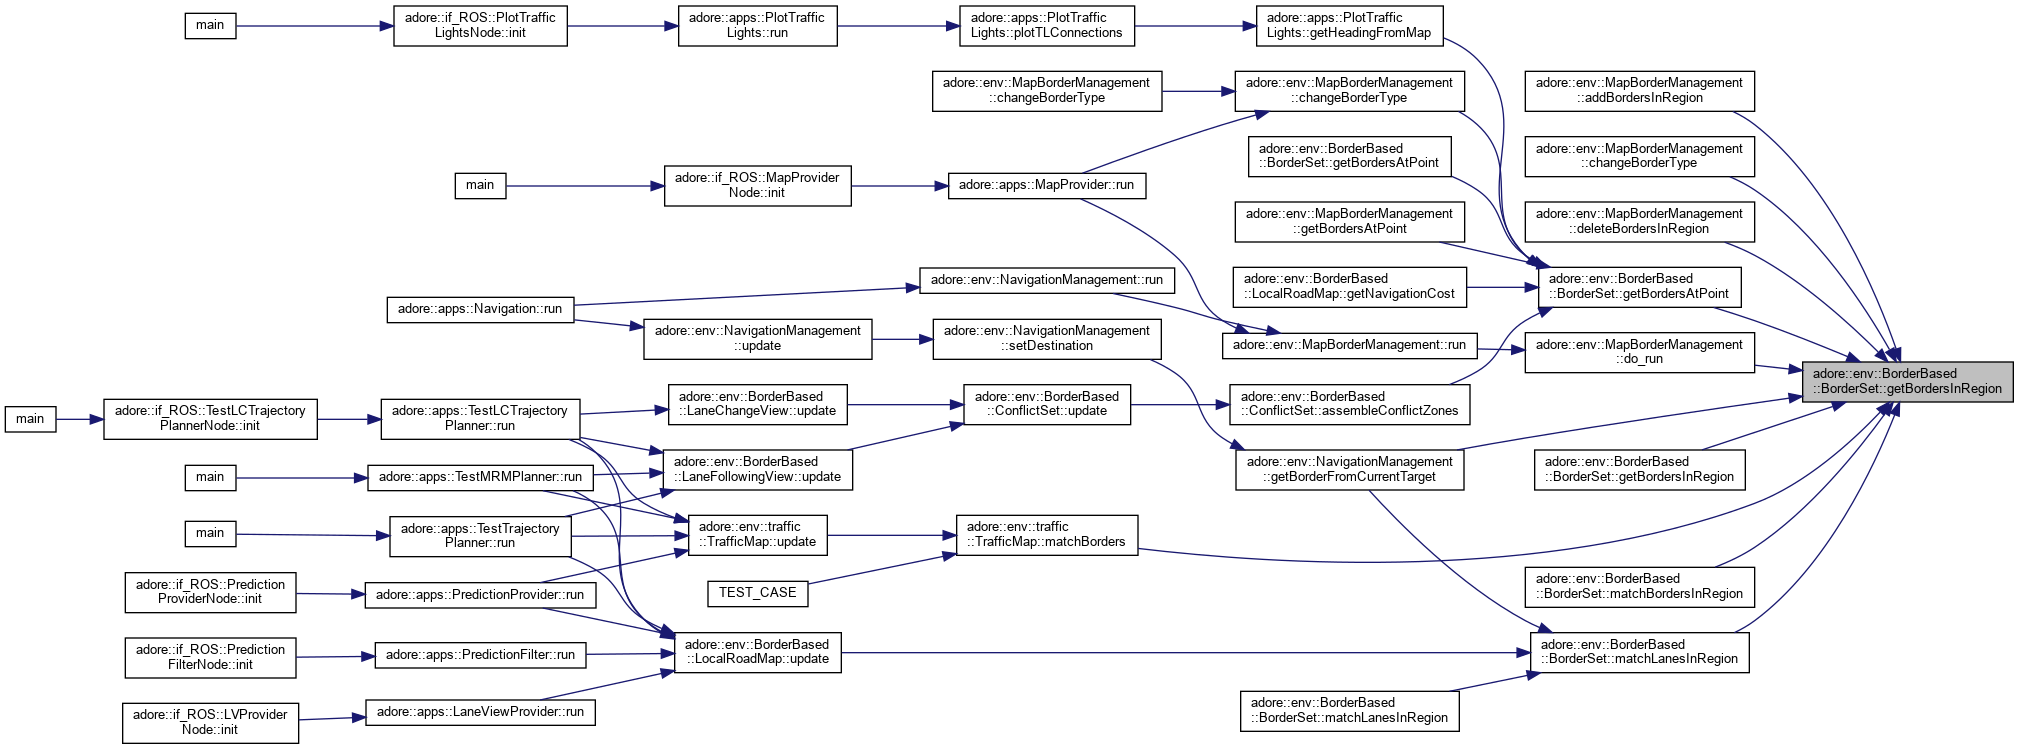 main
adore::if_ROS::PlotTraffic
LightsNode::init
adore::apps::PlotTraffic
Lights::run
adore::apps::PlotTraffic
Lights::plotTLConnections
adore::apps::PlotTraffic
Lights::getHeadingFromMap
adore::env::MapBorderManagement
::changeBorderType
adore::env::MapBorderManagement
::changeBorderType
adore::env::MapBorderManagement
::addBordersInRegion
adore::env::BorderBased
::BorderSet::getBordersAtPoint
adore::env::MapBorderManagement
::changeBorderType
main
adore::if_ROS::MapProvider
Node::init
adore::apps::MapProvider::run
adore::env::MapBorderManagement
::getBordersAtPoint
adore::env::MapBorderManagement
::deleteBordersInRegion
adore::env::NavigationManagement::run
adore::env::BorderBased
::LocalRoadMap::getNavigationCost
adore::env::BorderBased
::BorderSet::getBordersAtPoint
adore::apps::Navigation::run
adore::env::NavigationManagement
::update
adore::env::NavigationManagement
::setDestination
adore::env::MapBorderManagement::run
adore::env::MapBorderManagement
::do_run
adore::env::BorderBased
::BorderSet::getBordersInRegion
main
adore::if_ROS::TestLCTrajectory
PlannerNode::init
adore::apps::TestLCTrajectory
Planner::run
adore::env::BorderBased
::LaneChangeView::update
adore::env::BorderBased
::ConflictSet::update
adore::env::BorderBased
::ConflictSet::assembleConflictZones
main
adore::apps::TestMRMPlanner::run
adore::env::BorderBased
::LaneFollowingView::update
adore::env::NavigationManagement
::getBorderFromCurrentTarget
adore::env::BorderBased
::BorderSet::getBordersInRegion
main
adore::apps::TestTrajectory
Planner::run
adore::env::traffic
::TrafficMap::update
adore::env::traffic
::TrafficMap::matchBorders
adore::if_ROS::Prediction
ProviderNode::init
adore::apps::PredictionProvider::run
TEST_CASE
adore::env::BorderBased
::BorderSet::matchBordersInRegion
adore::if_ROS::Prediction
FilterNode::init
adore::apps::PredictionFilter::run
adore::env::BorderBased
::LocalRoadMap::update
adore::env::BorderBased
::BorderSet::matchLanesInRegion
adore::if_ROS::LVProvider
Node::init
adore::apps::LaneViewProvider::run
adore::env::BorderBased
::BorderSet::matchLanesInRegion